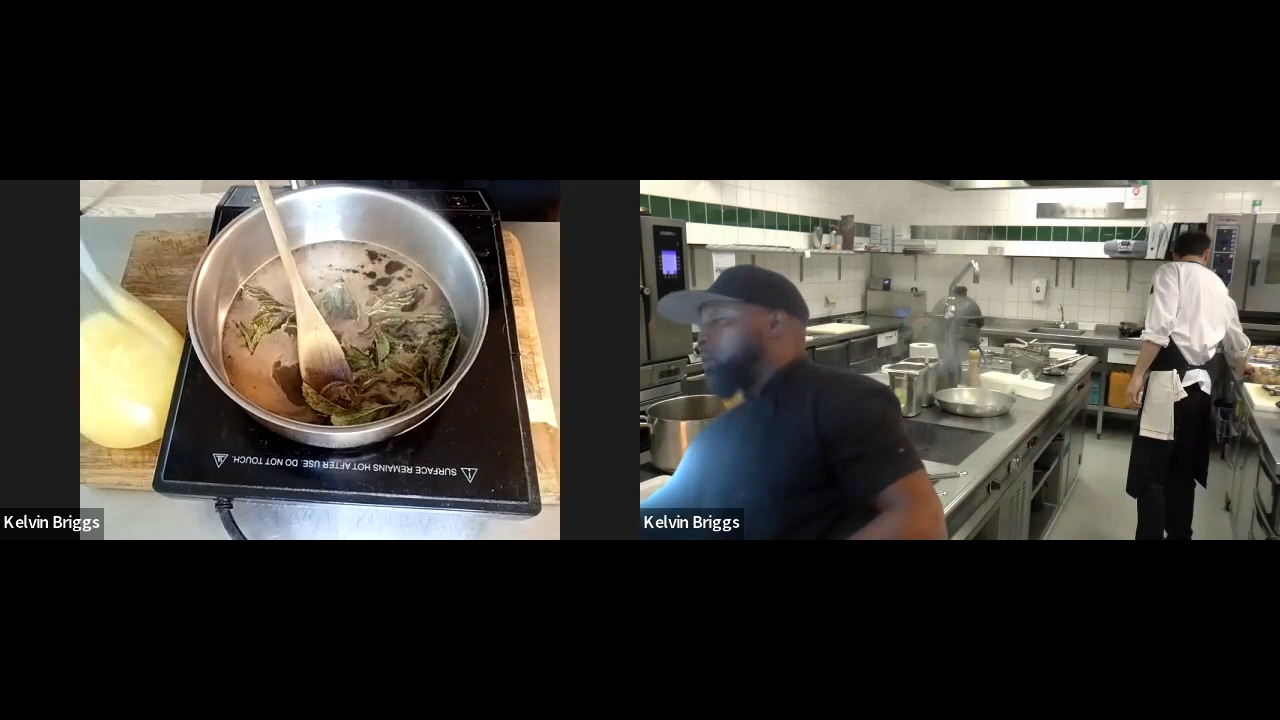 SURFACE REMAINS HOT AFTER USE. DO NOT TOUCH.
Kelvin Briggs
Kelvin Briggs